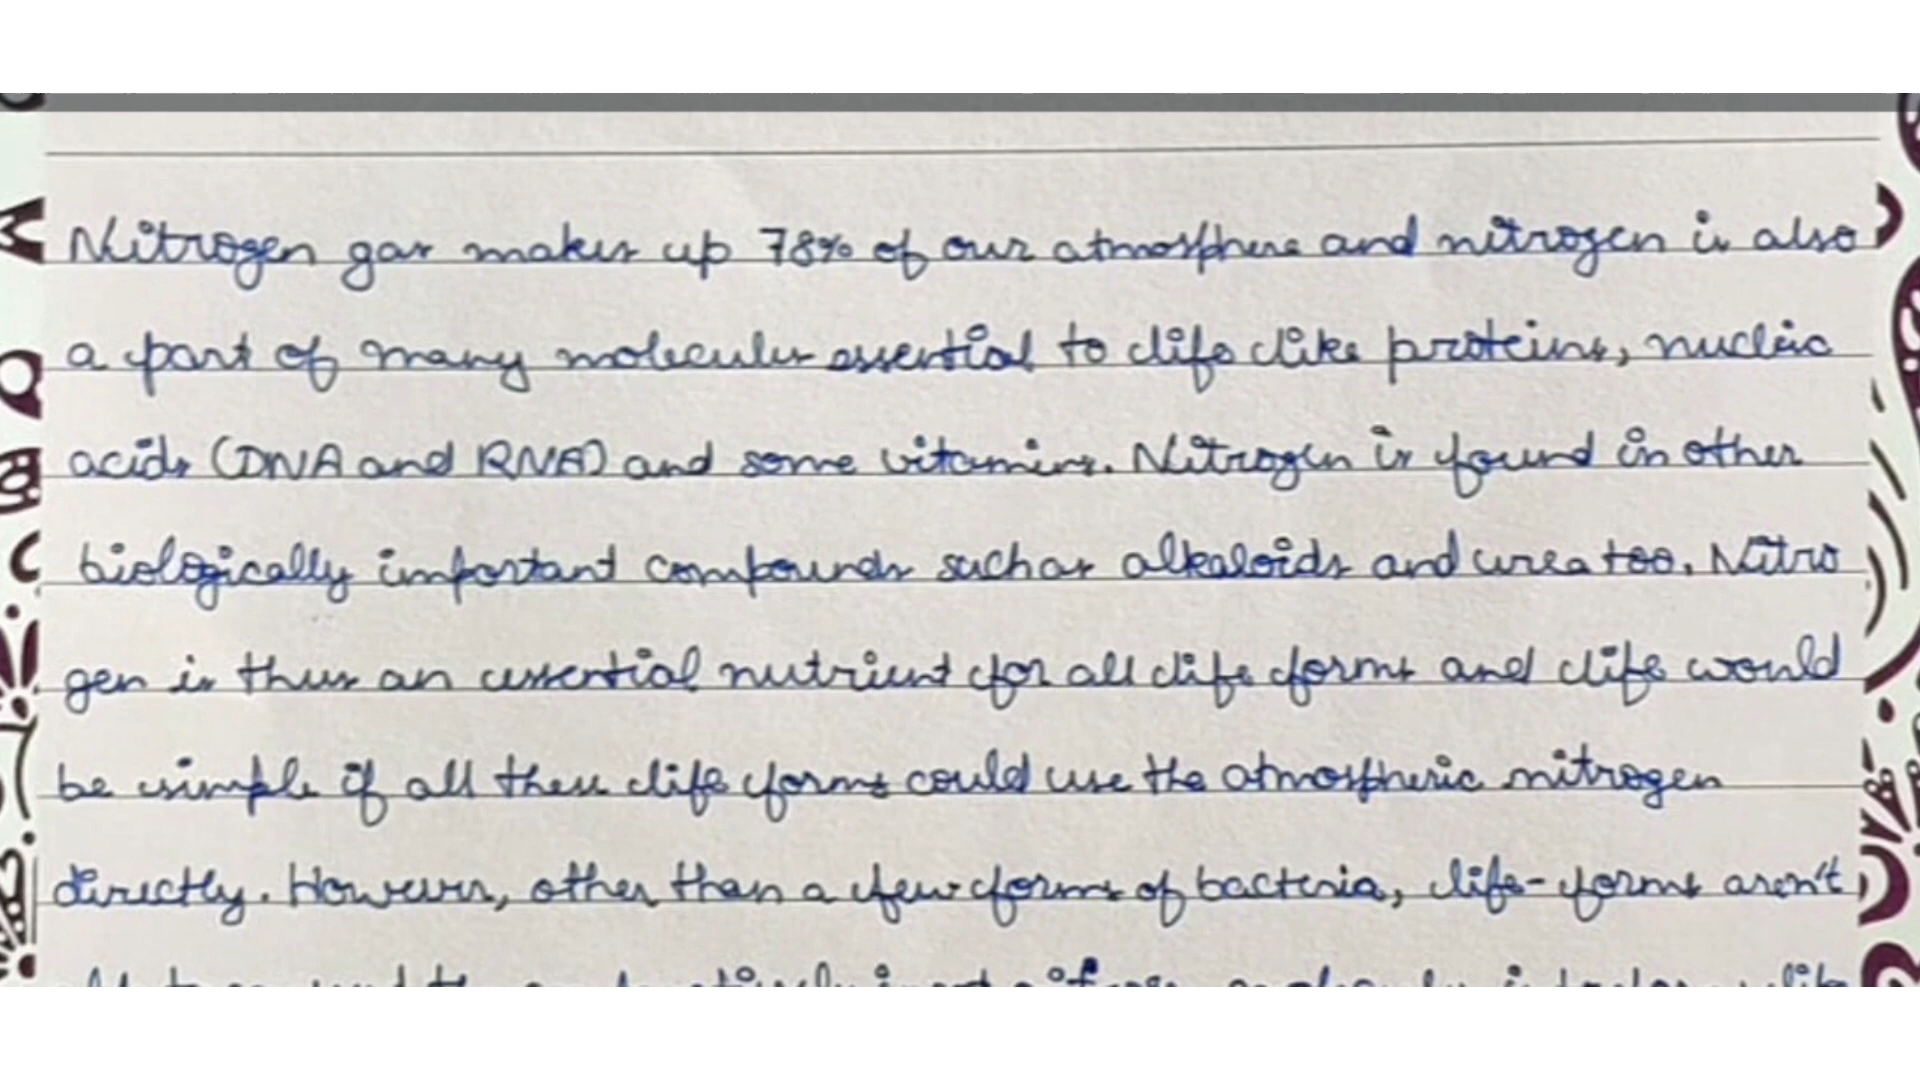 Nitrogen gas makes up 78% of our atmosphere and nitrogen is also
a part of many molecules essential to life like proteins, nucleic
acids (DNA and RNA) and some vitamins. Nitrogen is found in other
biologically important compounds such as alkaloids and urea too. Nitro
gen is thus an essential nutrient for all life forms and life would
be simple if all these life forms could use the atmospheric nitrogen
directly. However, other than a few forms of bacteria, life-forms aren't